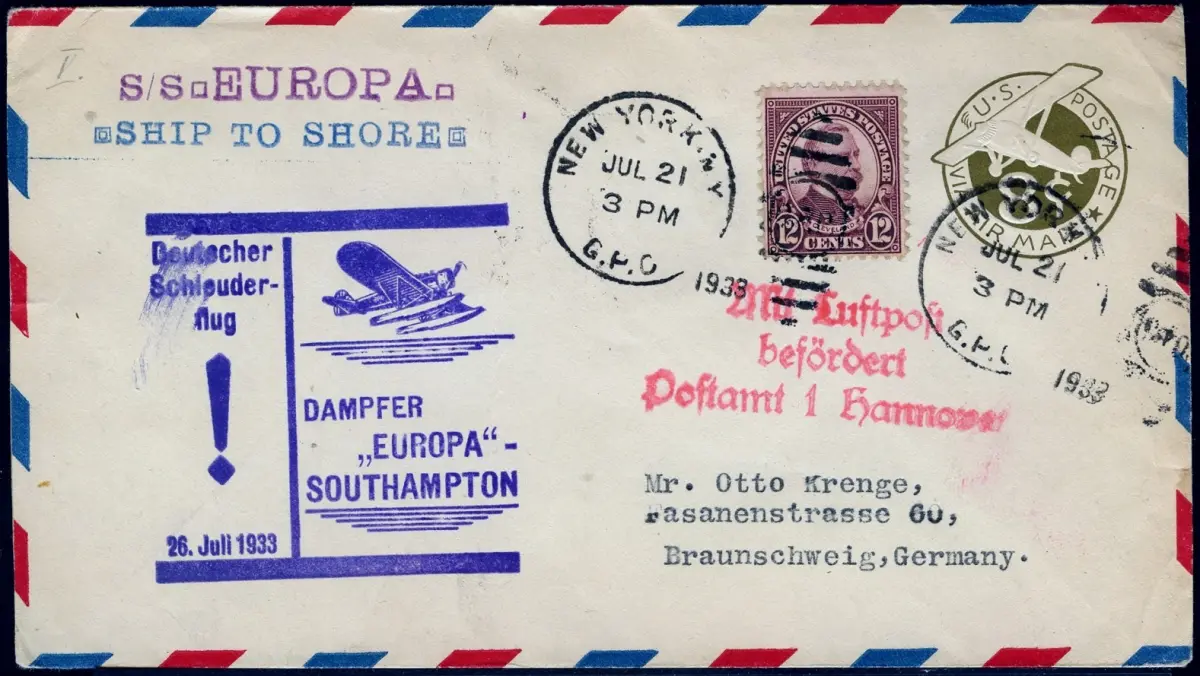 I.
S/S EUROPA
SHIP TO SHORE
NEW YORK, N.Y.
JUL 21
3 PM
G.P.O.
1933
UNITED STATES POSTAGE
CLEVELAND
12 CENTS 12
U.S. POSTAGE
VIA AIR MAIL
8c
NEW YORK
JUL 21
3 PM
G.P.O.
1933
Deutscher
Schleuder-
flug
!
26. Juli 1933
DAMPFER
„EUROPA“-
SOUTHAMPTON
Mit Luftpost
befördert
Postamt 1 Hannover
Mr. Otto Krenge,
Fasanenstrasse 60,
Braunschweig,Germany.